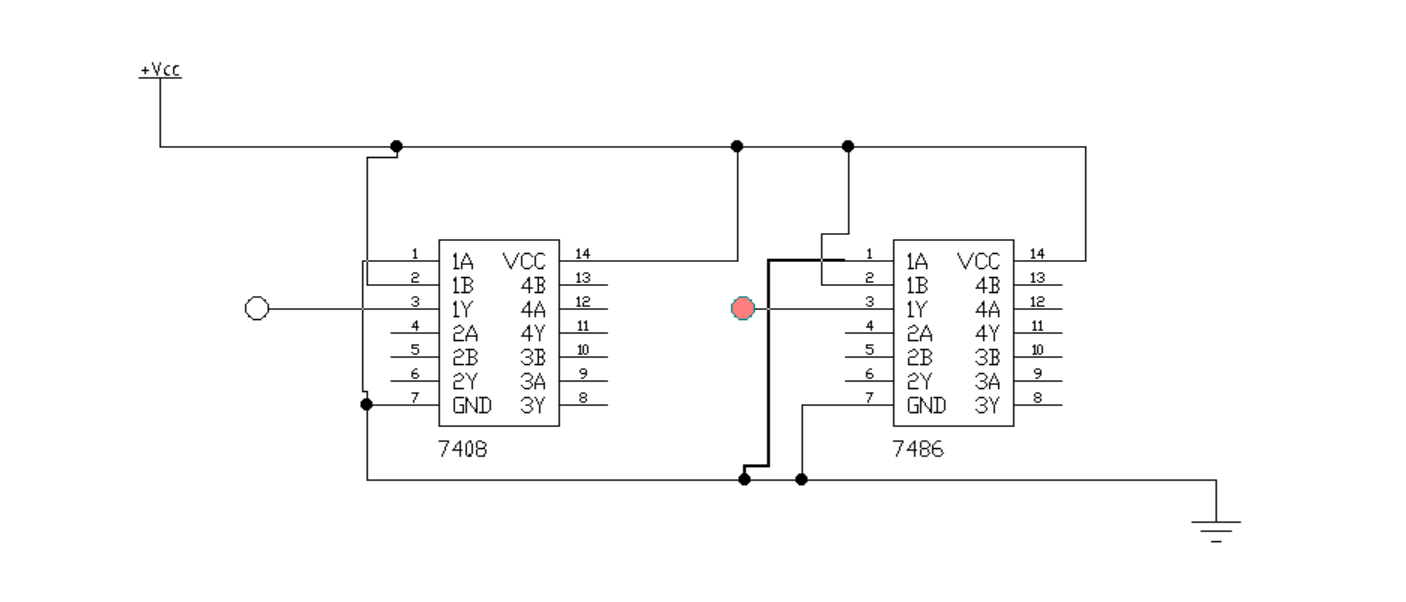 +Vcc
1 1A VCC 14
2 1B 4B 13
3 1Y 4A 12
4 2A 4Y 11
5 2B 3B 10
6 2Y 3A 9
7 GND 3Y 8
7408
1 1A VCC 14
2 1B 4B 13
3 1Y 4A 12
4 2A 4Y 11
5 2B 3B 10
6 2Y 3A 9
7 GND 3Y 8
7486